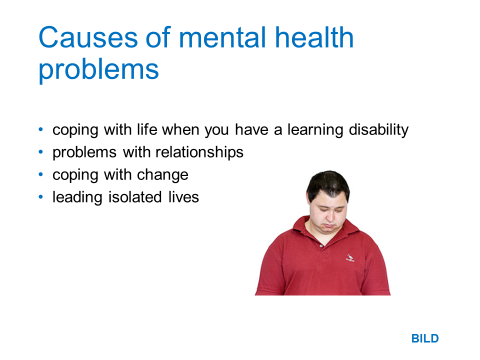 Causes of mental health
problems
• coping with life when you have a learning disability
• problems with relationships
• coping with change
• leading isolated lives
BILD